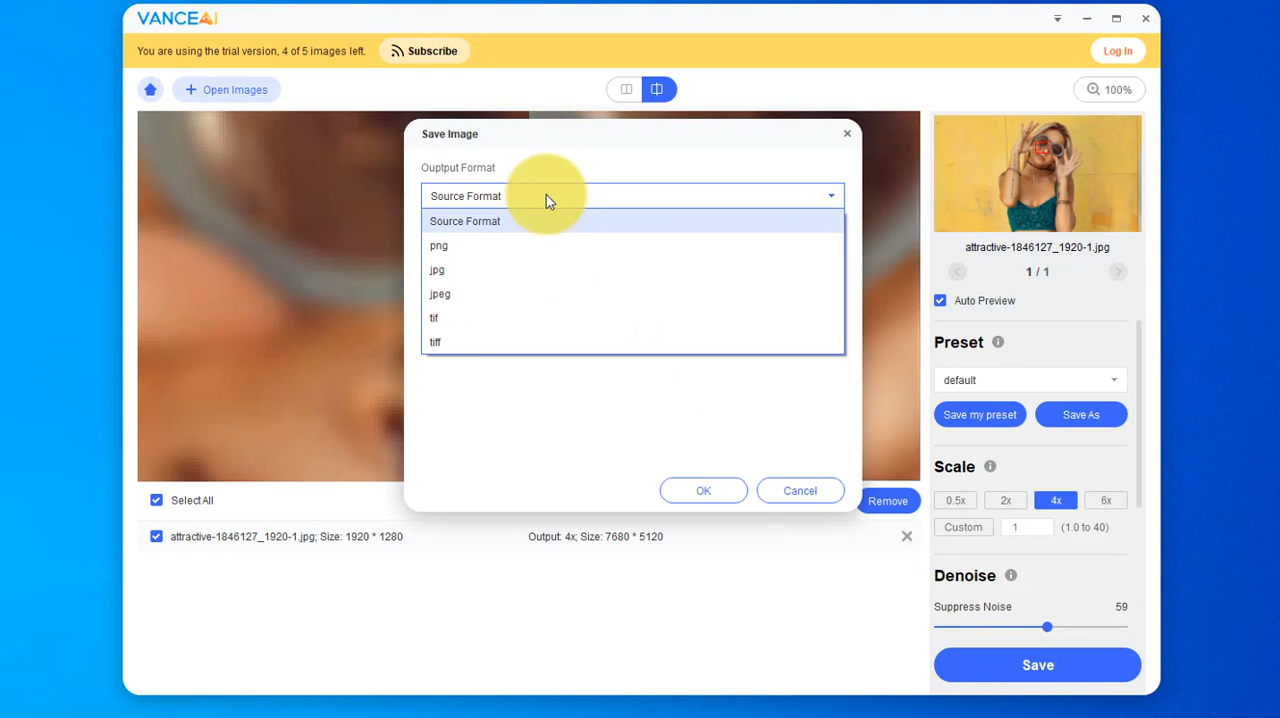 VANCEAI
You are using the trial version, 4 of 5 images left.
Subscribe
Log In
Open Images
100%
Save Image
Ouptput Format
Source Format
Source Format
png
jpg
jpeg
tif
tiff
OK
Cancel
attractive-1846127_1920-1.jpg
1 / 1
Auto Preview
Preset
default
Save my preset
Save As
Scale
0.5x
2x
4x
6x
Custom
1
(1.0 to 40)
Denoise
Suppress Noise
59
Save
SelectAll
Remove
attractive-1846127_1920-1.jpg; Size: 1920 * 1280
Output: 4x; Size: 7680 * 5120